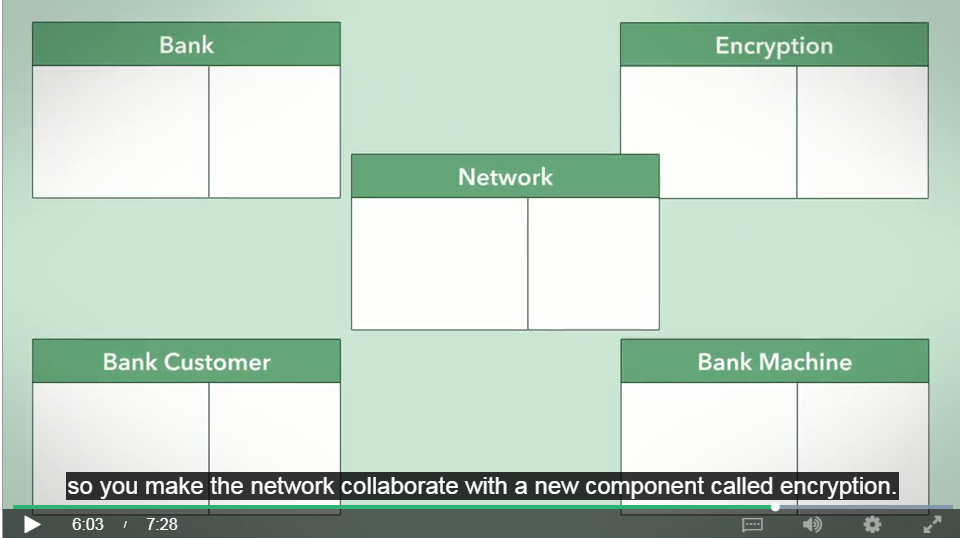 Bank
Encryption
Network
Bank Customer
Bank Machine
so you make the network collaborate with a new component called encryption.
6:03 / 7:28